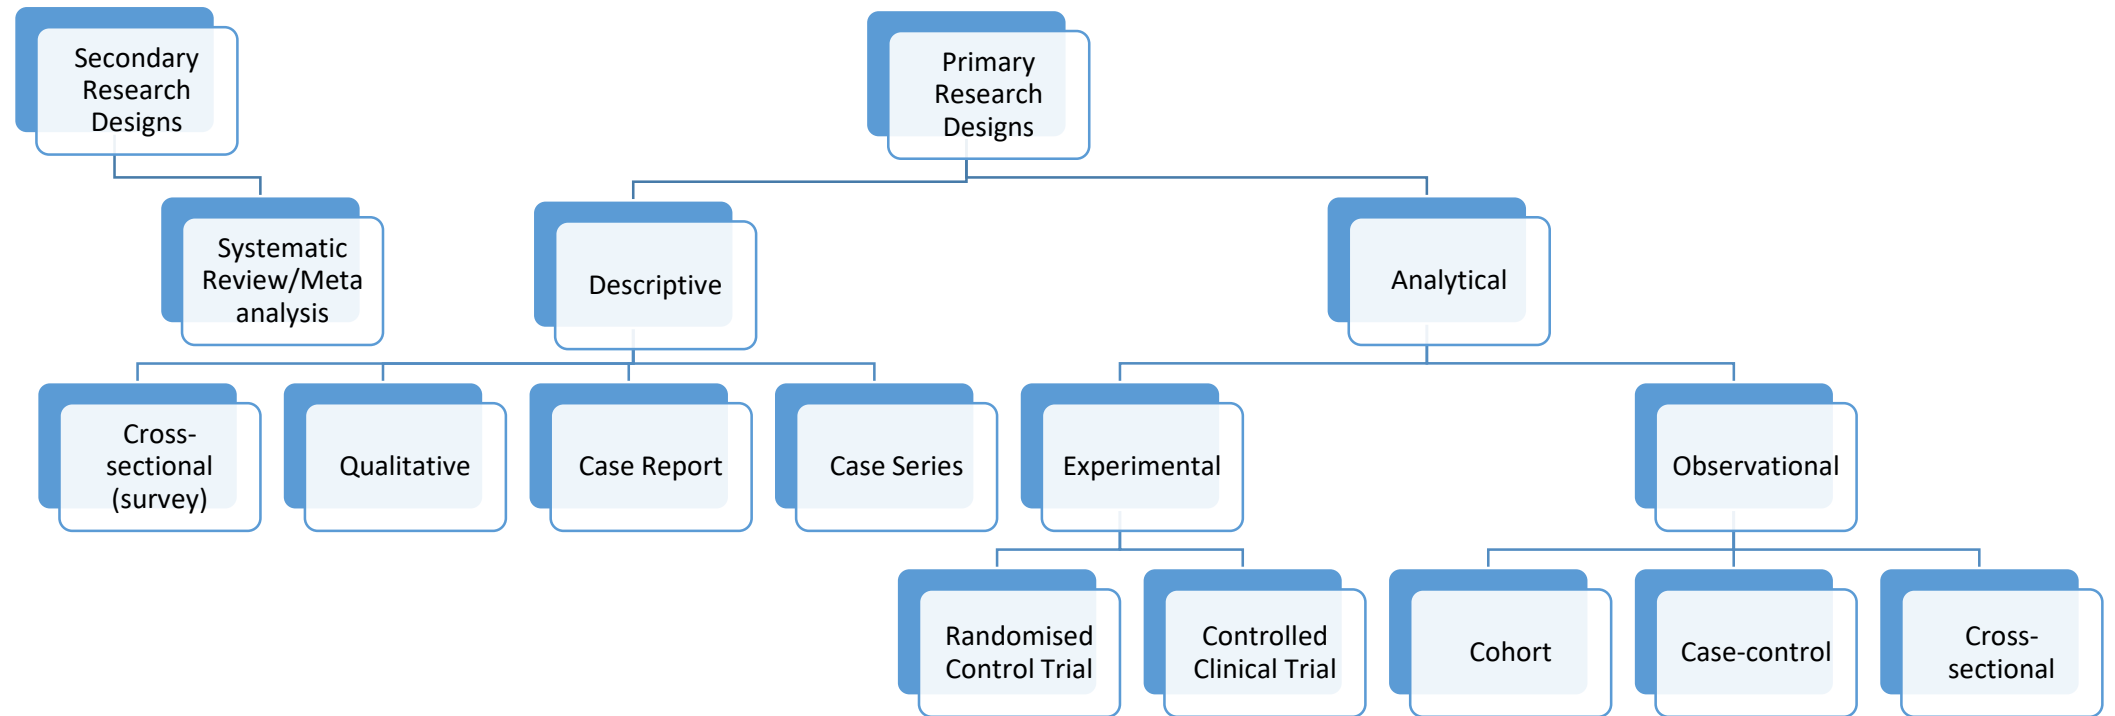 Secondary
Research
Designs
Primary
Research
Designs
Systematic
Review/Meta
analysis
Descriptive
Analytical
Cross-
sectional
(survey)
Qualitative
Case Report
Case Series
Experimental
Observational
Randomised
Control Trial
Controlled
Clinical Trial
Cohort
Case-control
Cross-
sectional